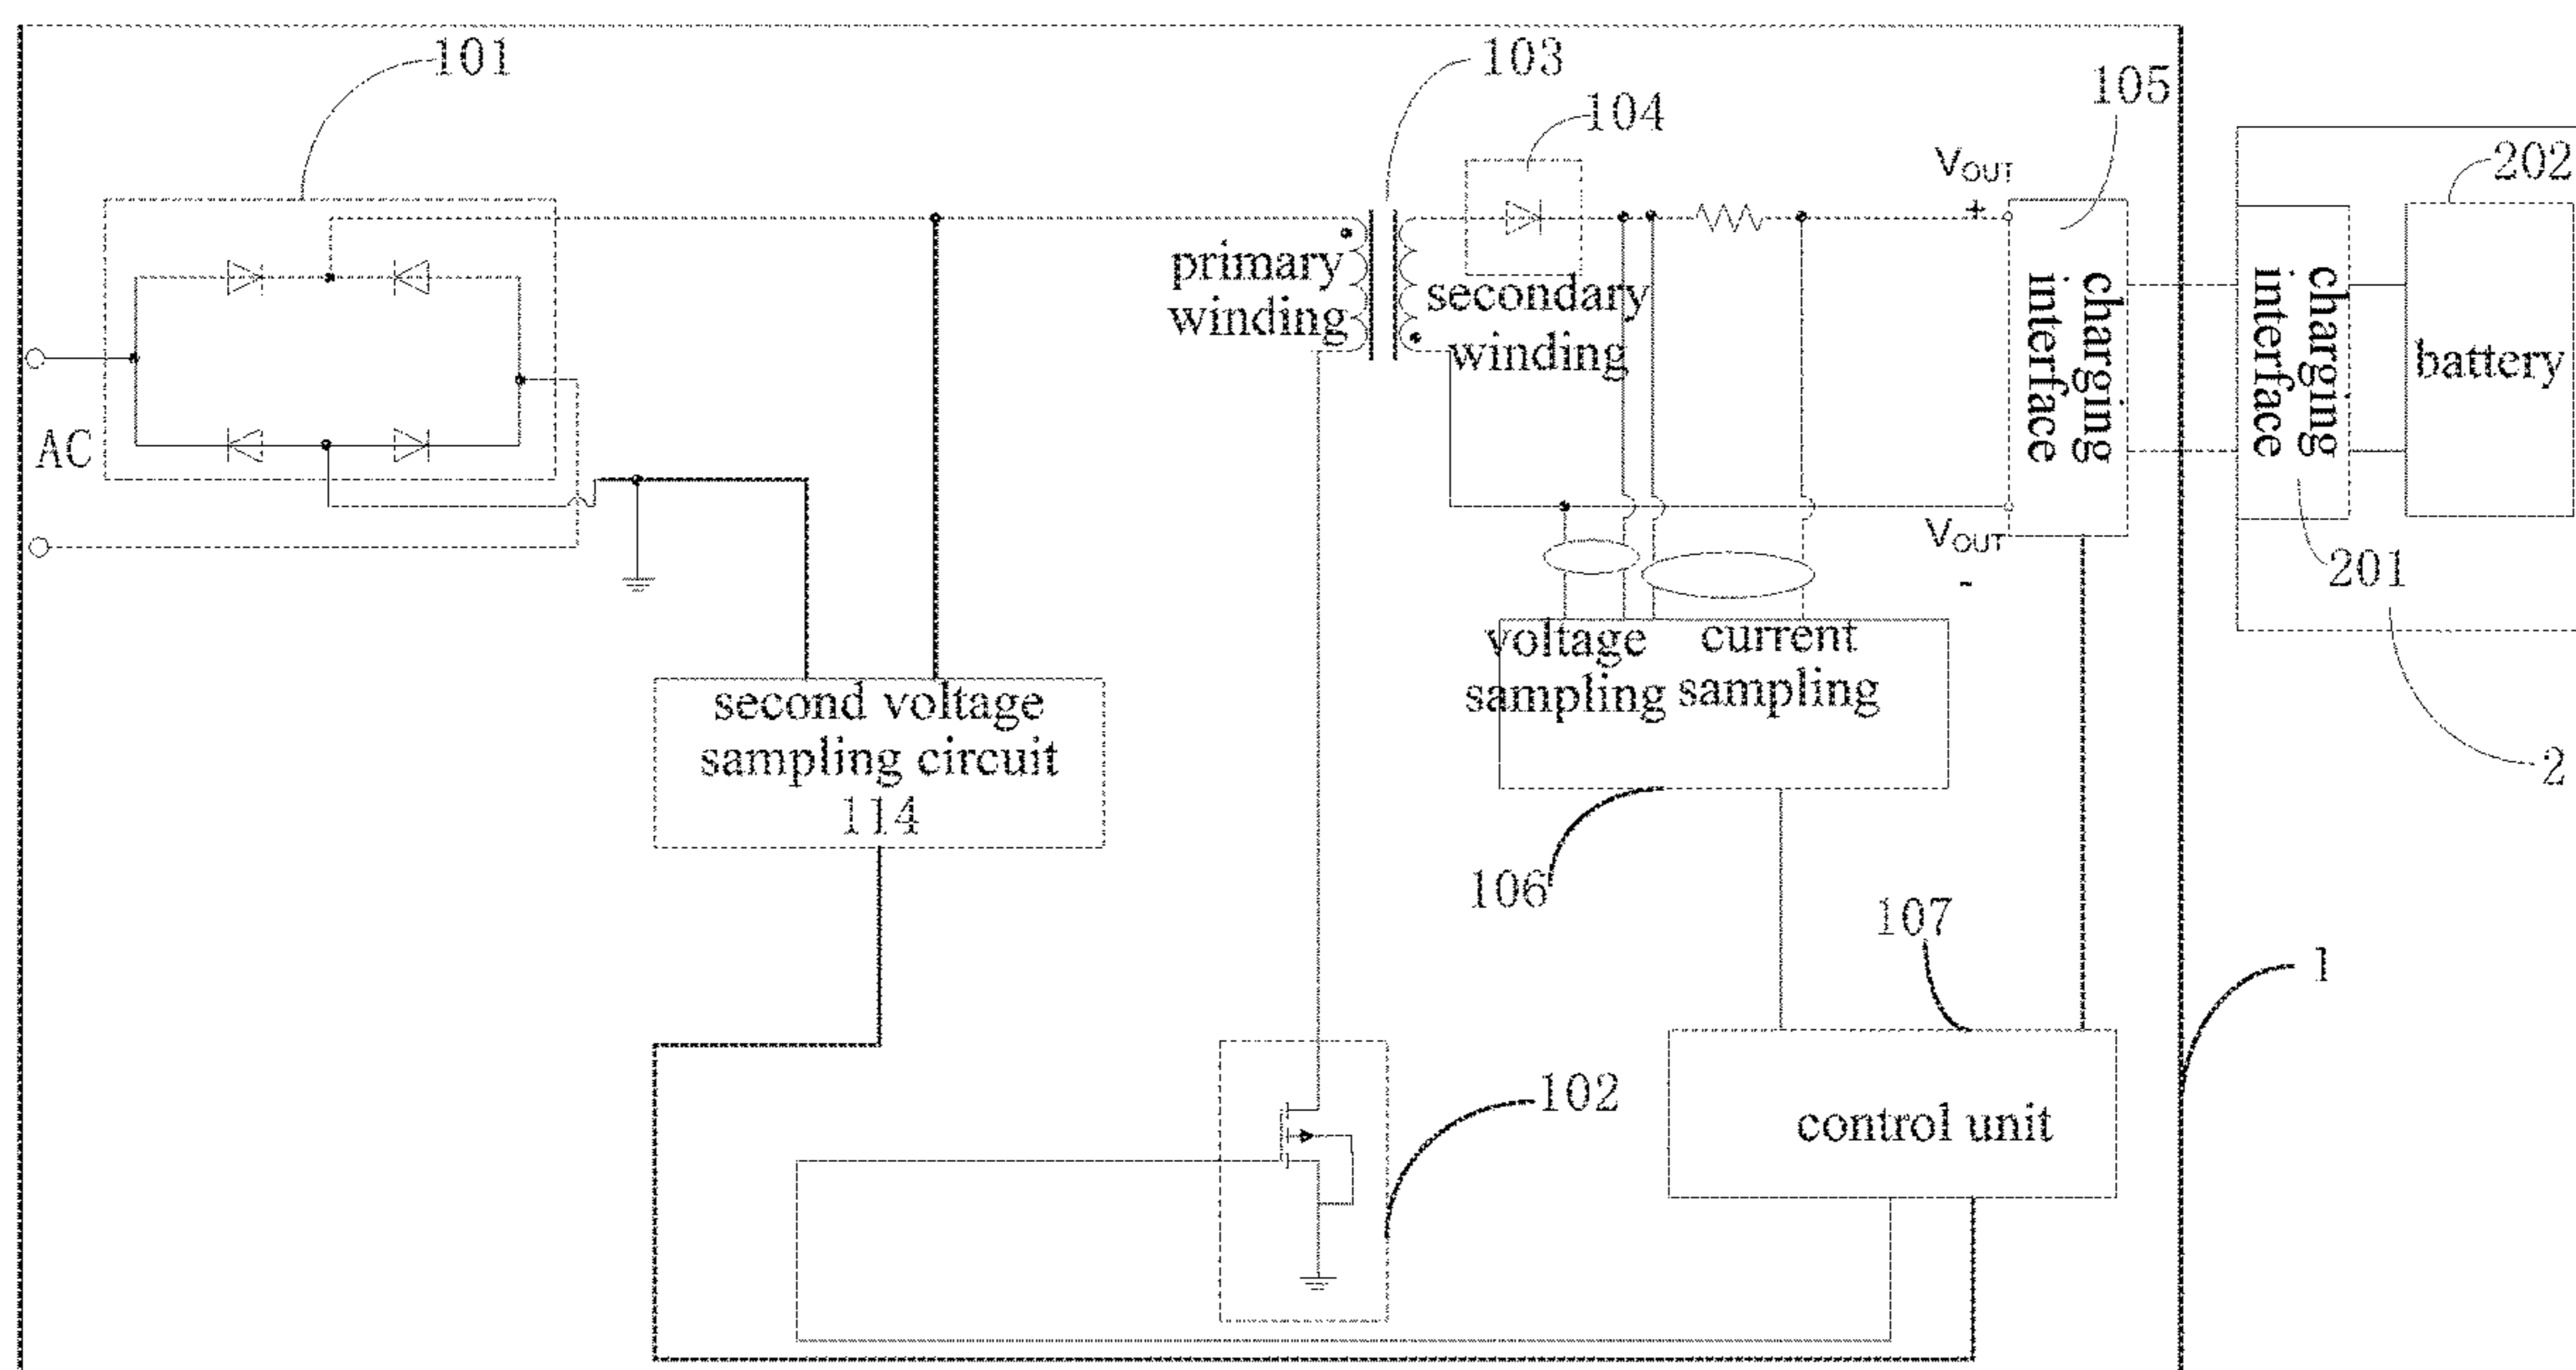 101
103
104
105
202
VOUT
+
primary
winding
secondary
winding
charging
interface
charging
interface
battery
AC
VOUT
-
201
2
voltage
sampling
current
sampling
second voltage
sampling circuit
114
106
107
1
102
control unit